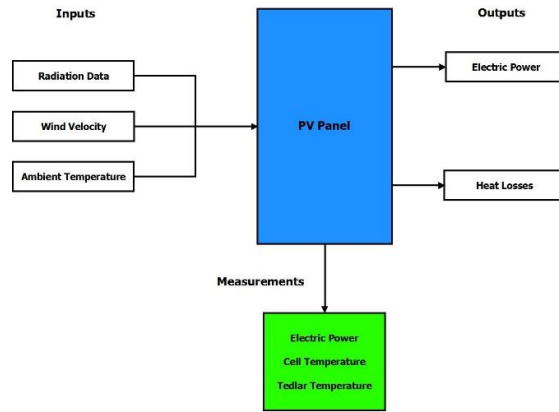 Inputs
Outputs
Radiation Data
Wind Velocity
Ambient Temperature
PV Panel
Electric Power
Heat Losses
Measurements
Electric Power
Cell Temperature
Tedlar Temperature